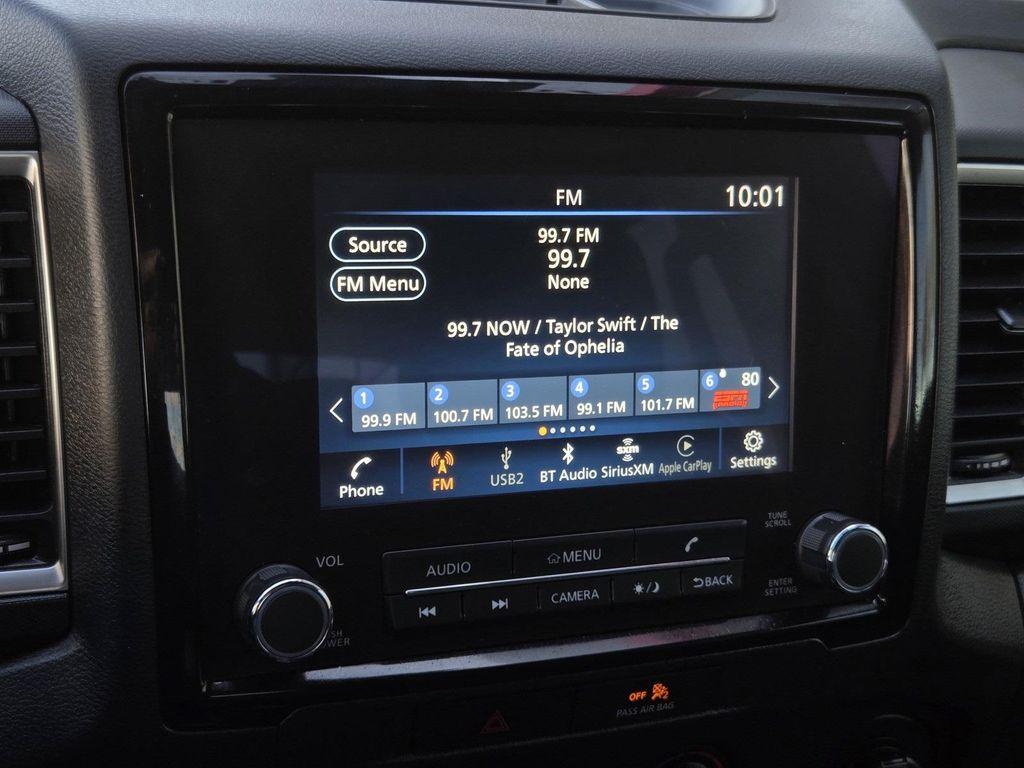 FM
10:01
Source
99.7 FM
99.7
FM Menu
None
99.7 NOW / Taylor Swift / The
Fate of Ophelia
1 99.9 FM
2 100.7 FM
3 103.5 FM
4 99.1 FM
5 101.7 FM
6 80 ESPN
Phone
FM
USB2
BT Audio
sxm
SiriusXM
Apple CarPlay
Settings
VOL
AUDIO
MENU
TUNE
SCROLL
CAMERA
BACK
ENTER
SETTING
OFF
PASS AIR BAG